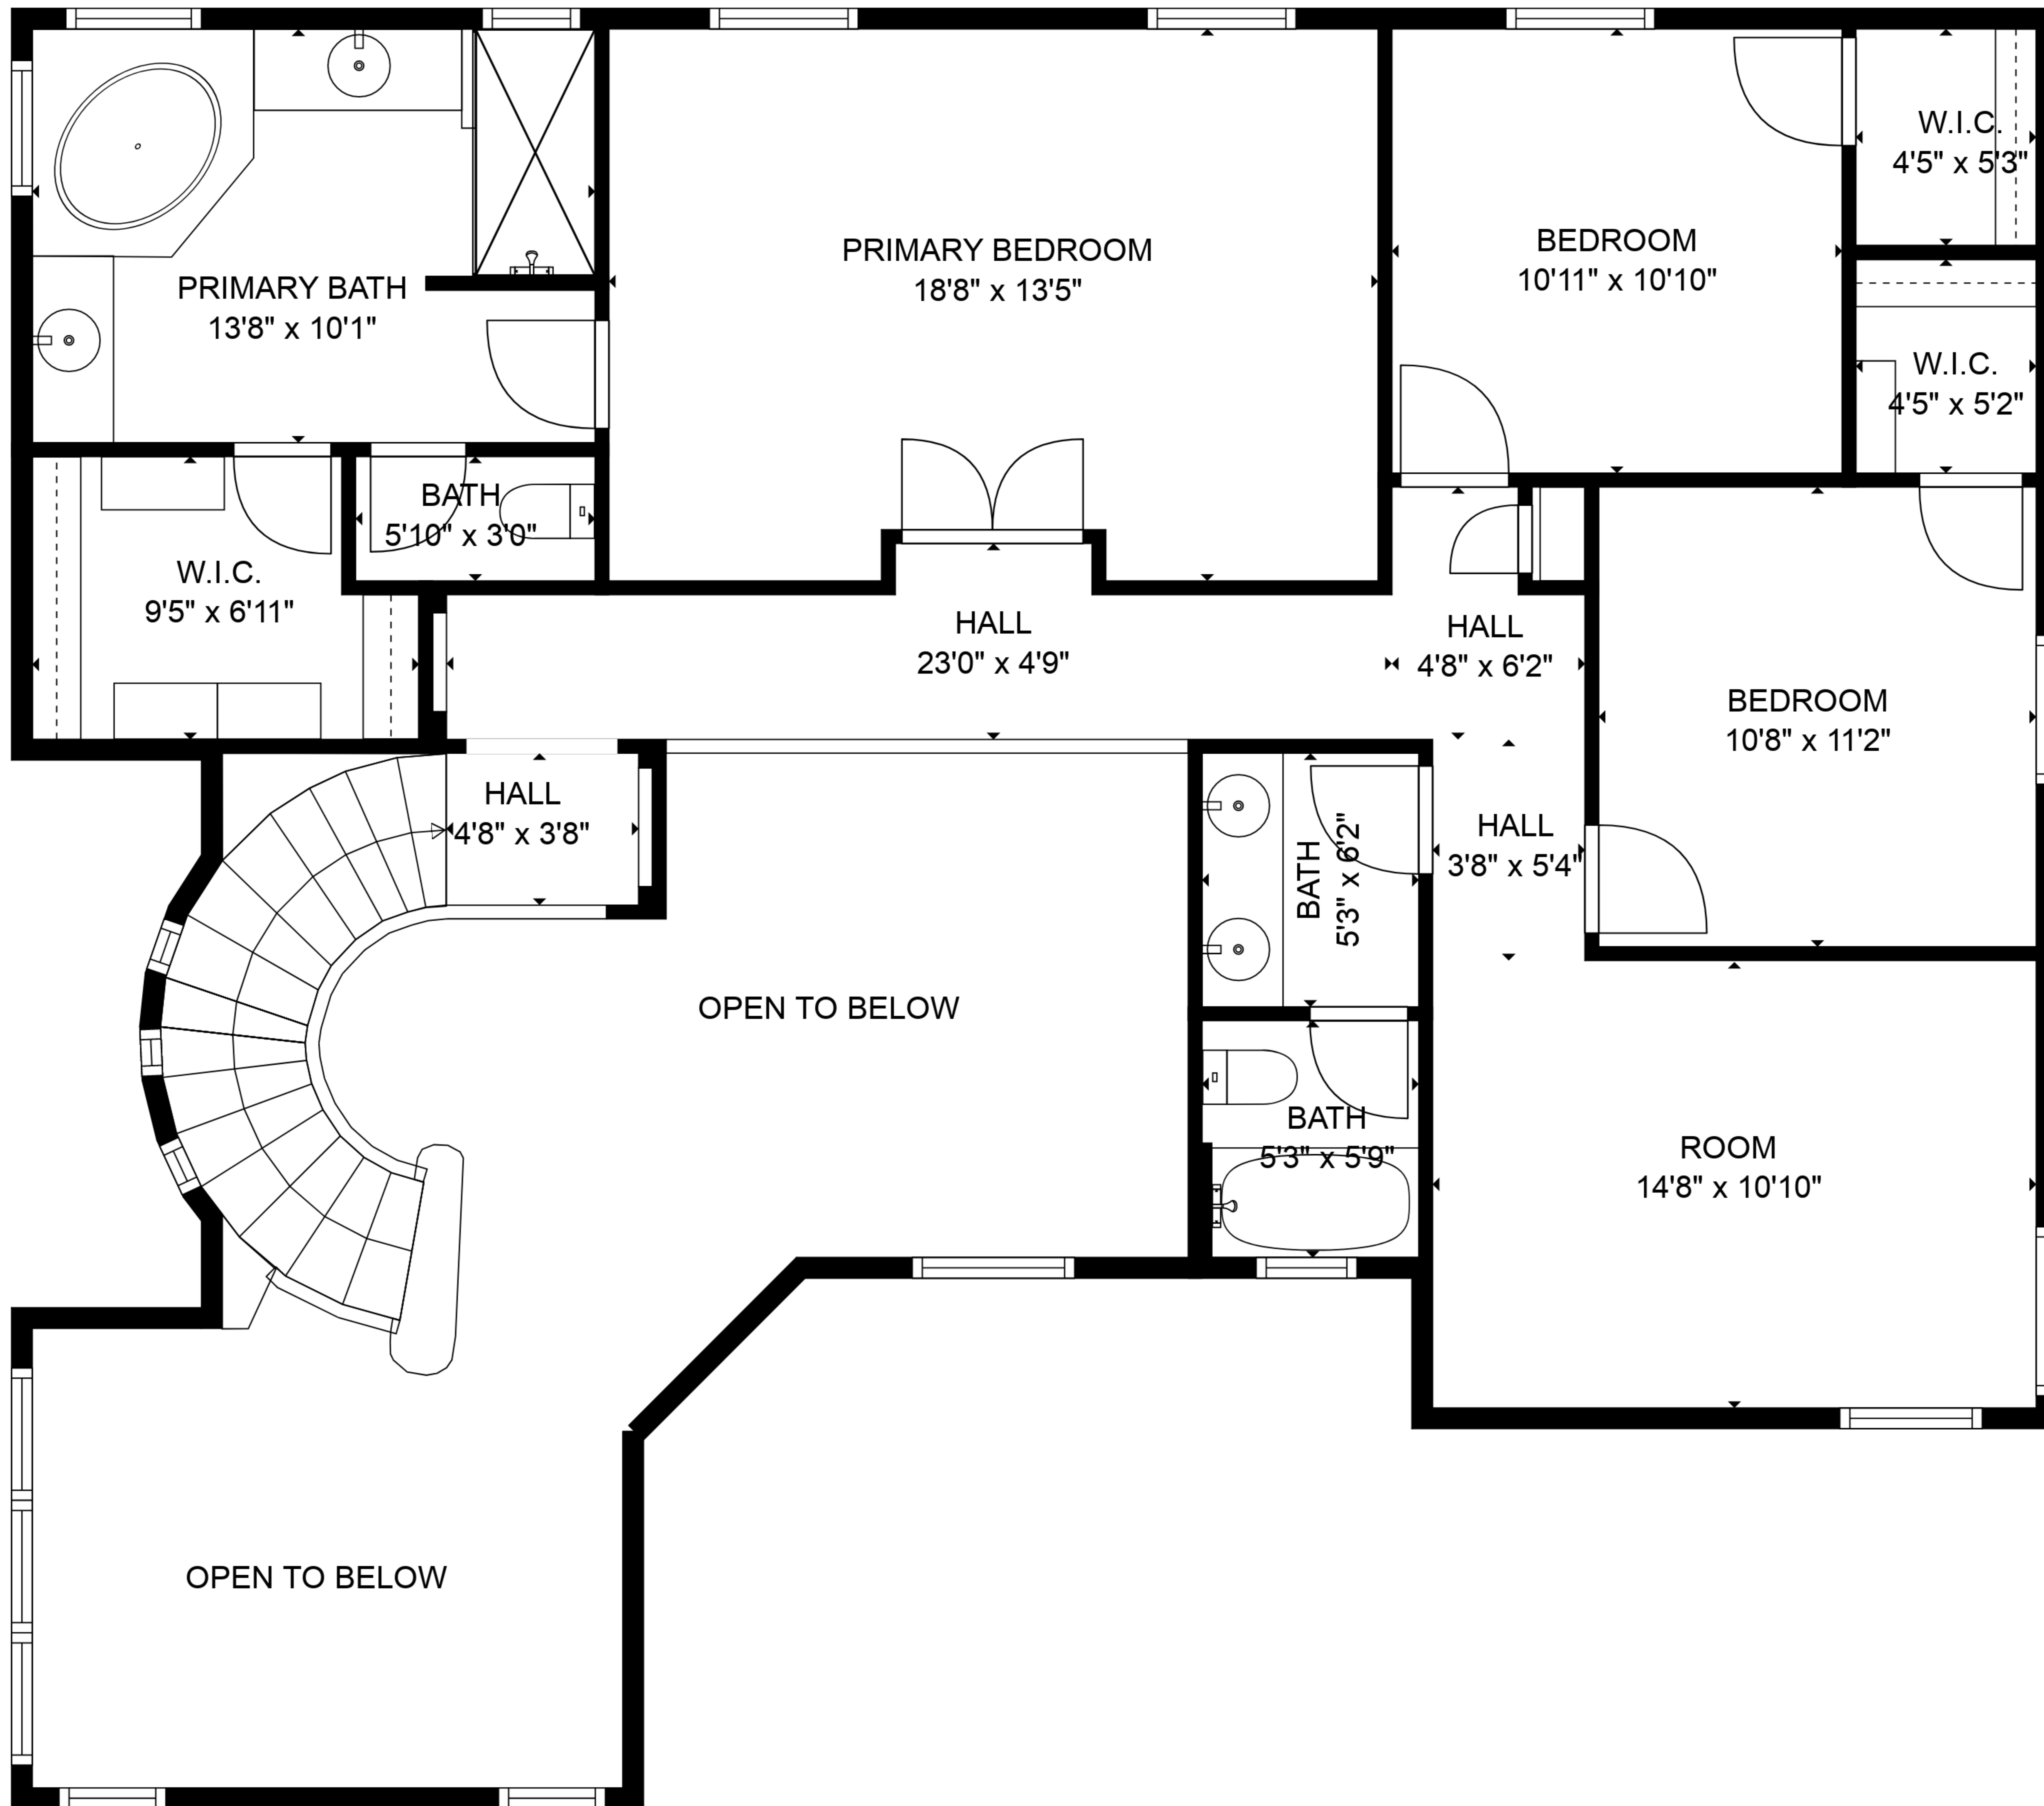 W.I.C.
4'5" x 5'3"
PRIMARY BEDROOM
18'8" x 13'5"
BEDROOM
10'11" x 10'10"
PRIMARY BATH
13'8" x 10'1"
W.I.C.
4'5" x 5'2"
BATH
5'10" x 3'0"
W.I.C.
9'5" x 6'11"
HALL
23'0" x 4'9"
HALL
4'8" x 6'2"
BEDROOM
10'8" x 11'2"
HALL
4'8" x 3'8"
BATH
5'3" x 6'2"
HALL
3'8" x 5'4"
OPEN TO BELOW
BATH
5'3" x 5'9"
ROOM
14'8" x 10'10"
OPEN TO BELOW